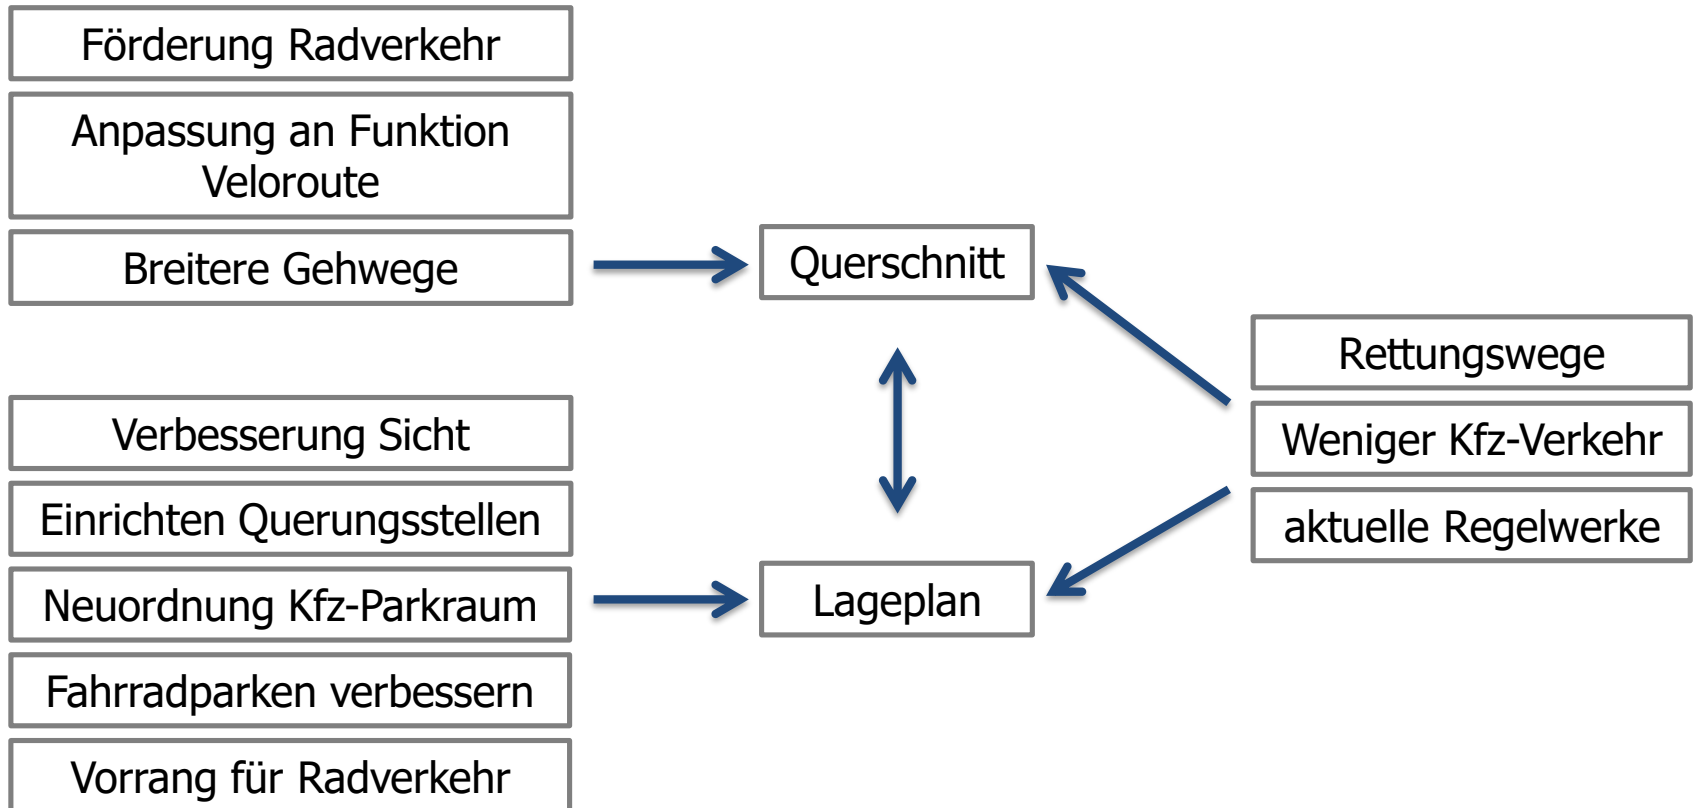 Förderung Radverkehr
Anpassung an Funktion
Veloroute
Breitere Gehwege
Verbesserung Sicht
Einrichten Querungsstellen
Neuordnung Kfz-Parkraum
Fahrradparken verbessern
Vorrang für Radverkehr
Querschnitt
Lageplan
Rettungswege
Weniger Kfz-Verkehr
aktuelle Regelwerke